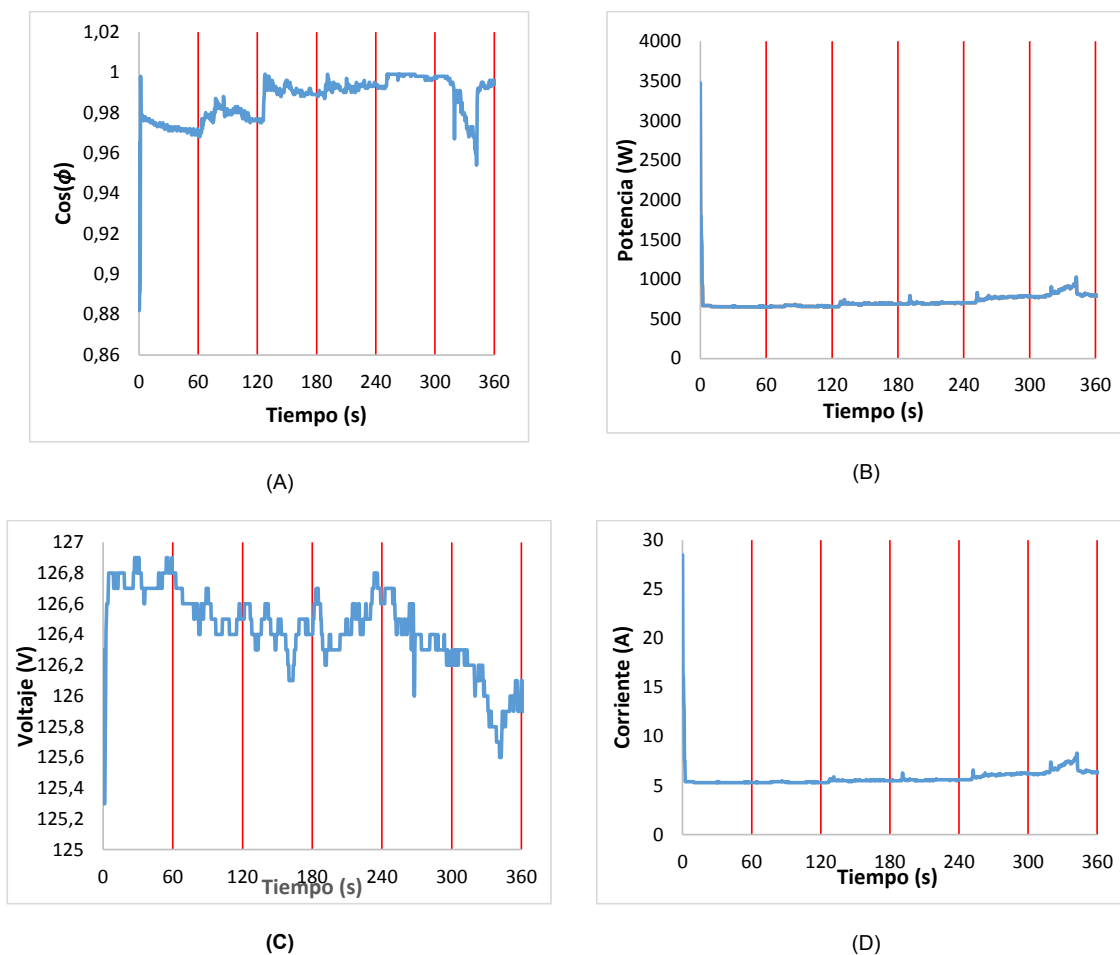 1,02
1
0,98
0,96
0,94
0,92
0,9
0,88
0,86
Cos(ϕ)
0 60 120 180 240 300 360
Tiempo (s)
(A)
4000
3500
3000
2500
2000
1500
1000
500
0
Potencia (W)
0 60 120 180 240 300 360
Tiempo (s)
(B)
127
126,8
126,6
126,4
126,2
126
125,8
125,6
125,4
125,2
125
Voltaje (V)
0 60 120 180 240 300 360
Tiempo (s)
(C)
30
25
20
15
10
5
0
Corriente (A)
0 60 120 180 240 300 360
Tiempo (s)
(D)